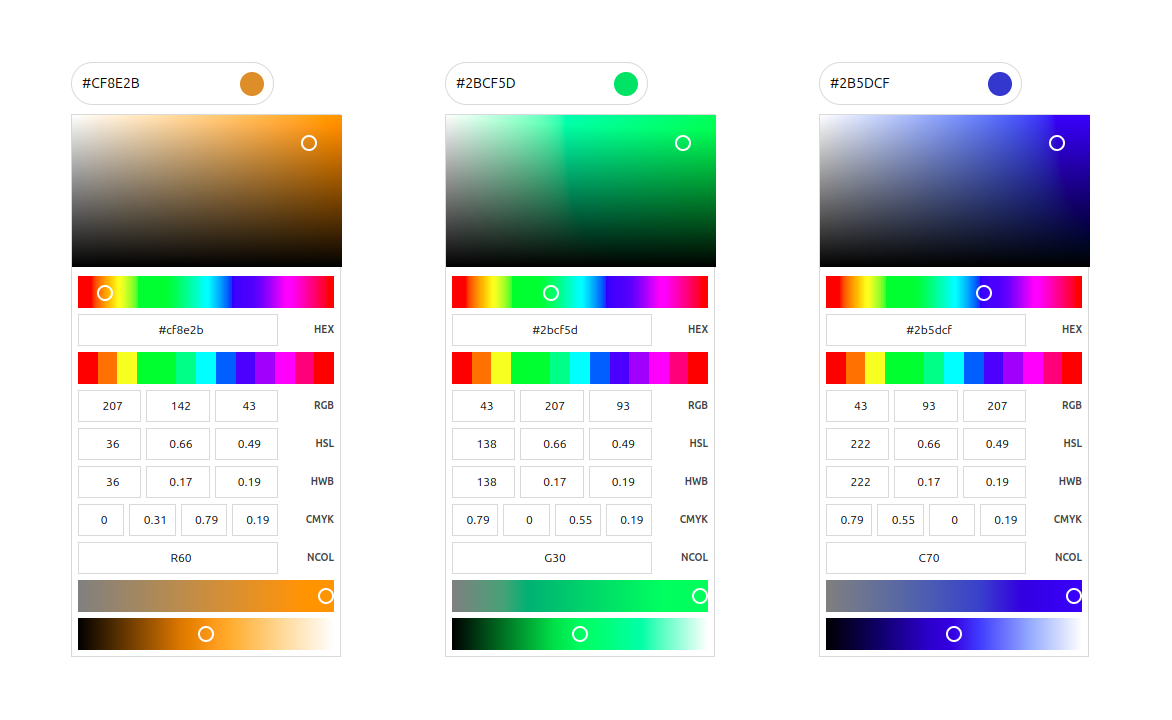 #CF8E2B
#cf8e2b HEX
207 142 43 RGB
36 0.66 0.49 HSL
36 0.17 0.19 HWB
0 0.31 0.79 0.19 CMYK
R60 NCOL
#2BCF5D
#2bcf5d HEX
43 207 93 RGB
138 0.66 0.49 HSL
138 0.17 0.19 HWB
0.79 0 0.55 0.19 CMYK
G30 NCOL
#2B5DCF
#2b5dcf HEX
43 93 207 RGB
222 0.66 0.49 HSL
222 0.17 0.19 HWB
0.79 0.55 0 0.19 CMYK
C70 NCOL